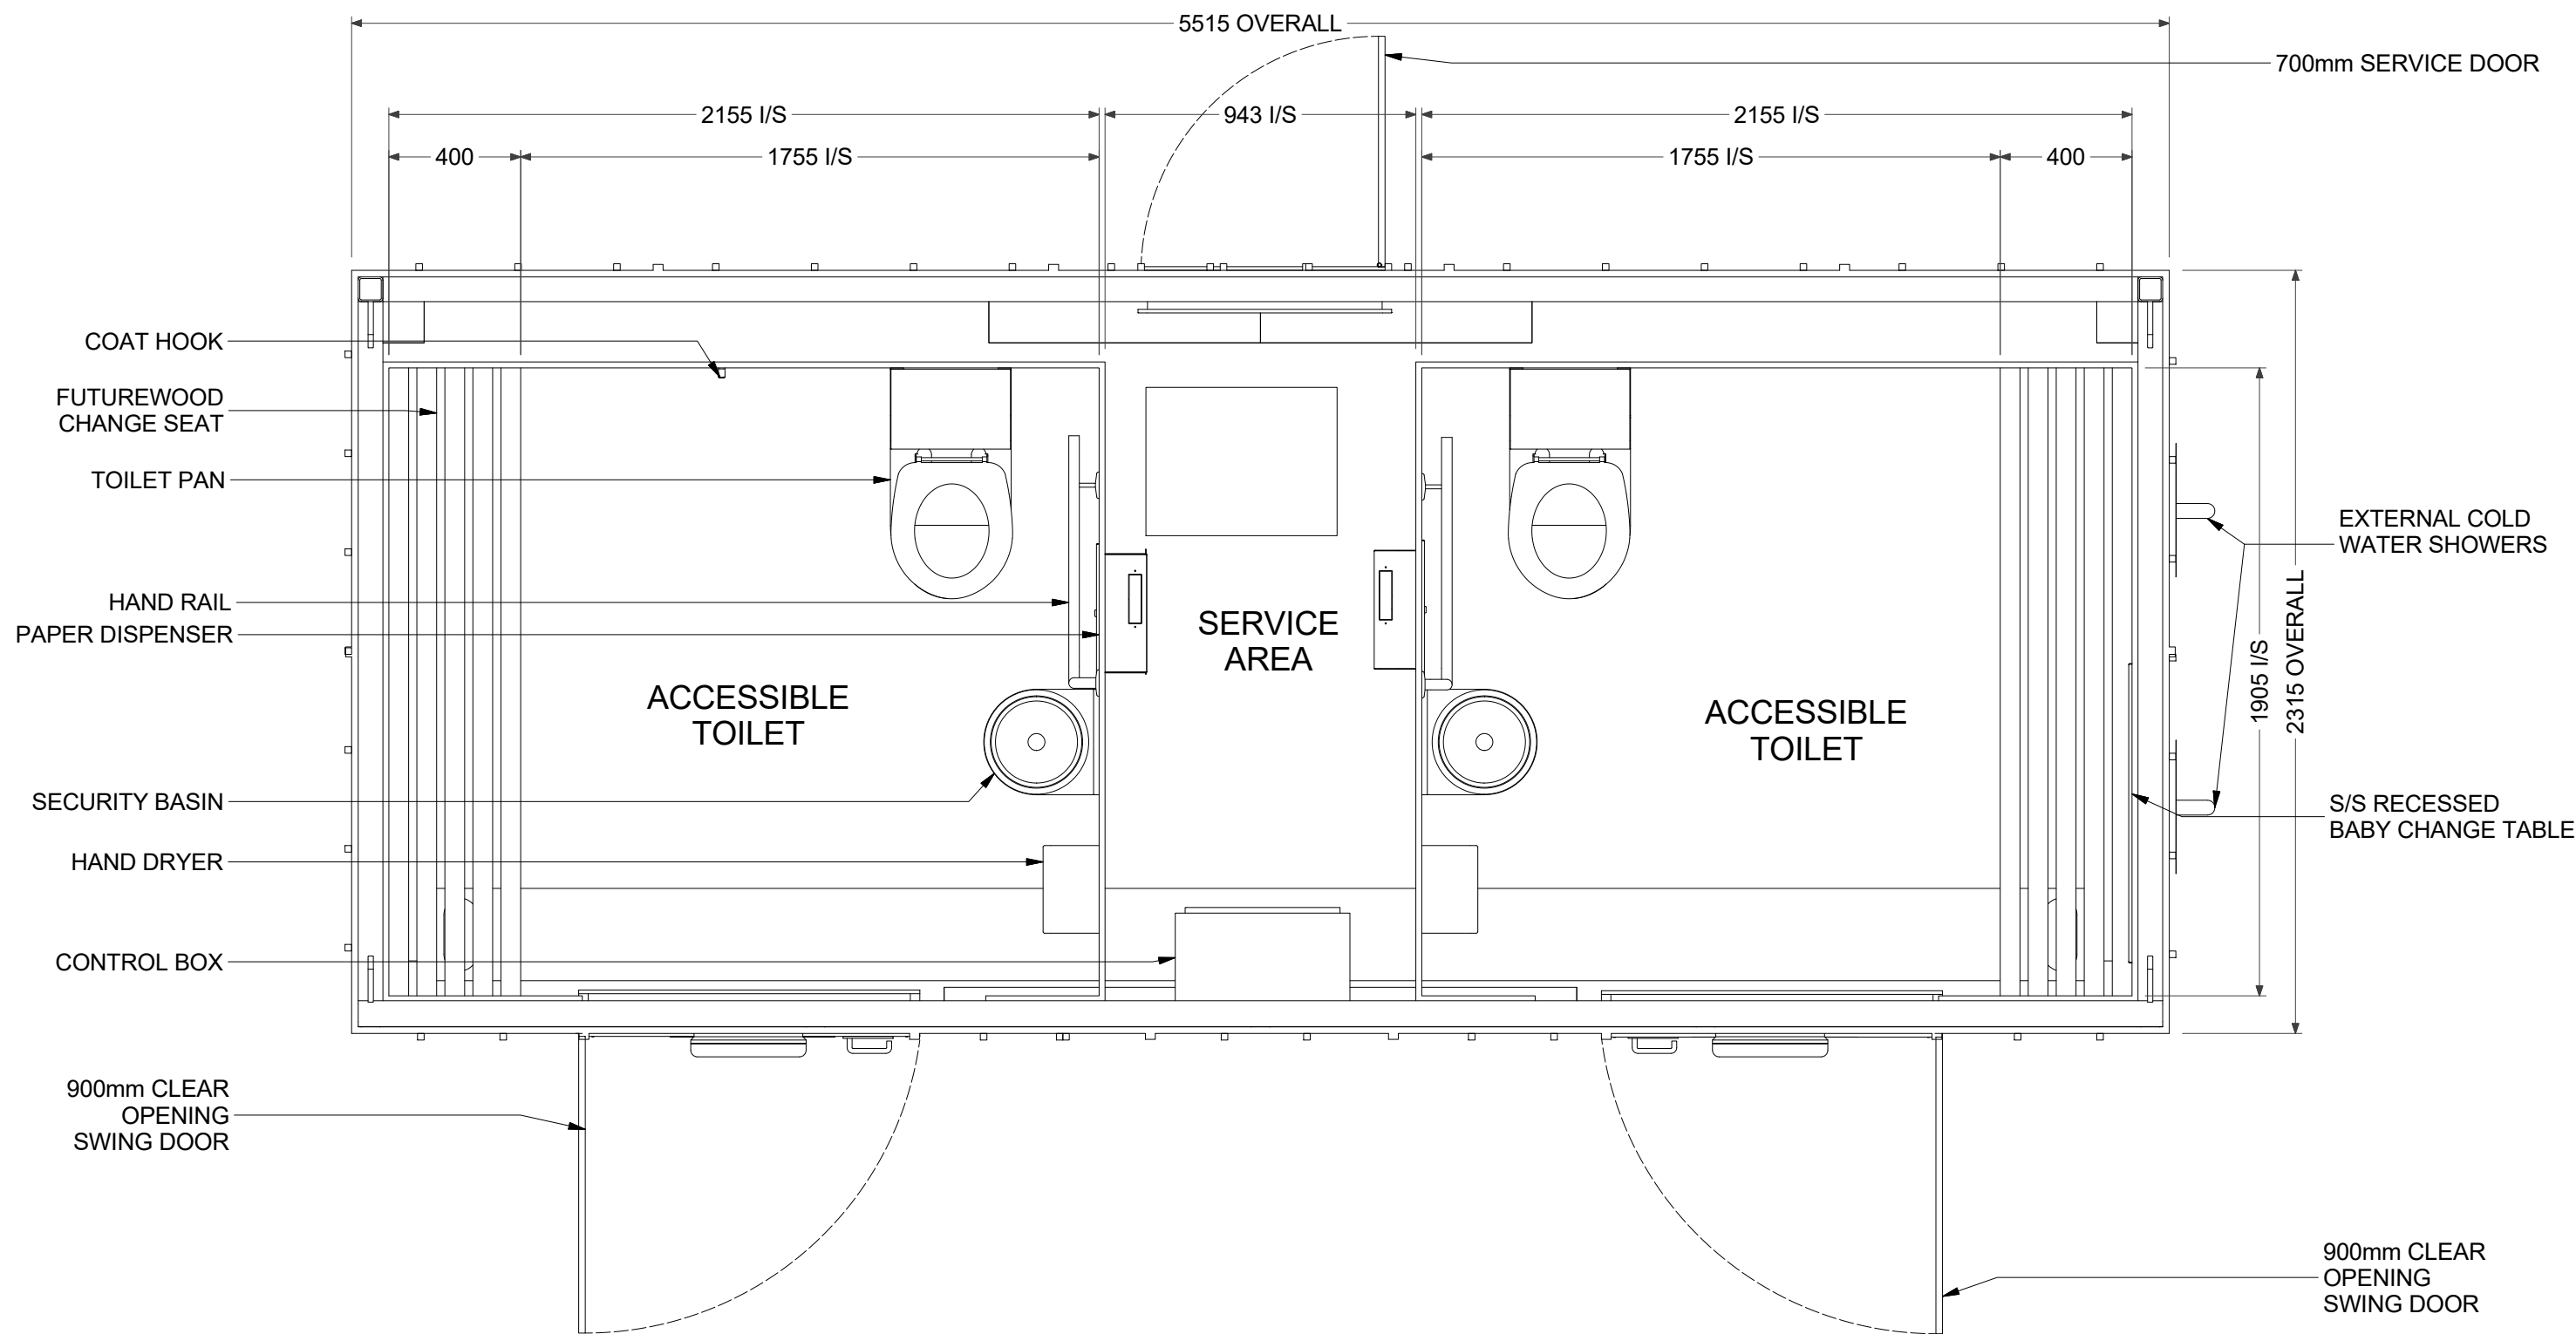 5515 OVERALL
700mm SERVICE DOOR
2155 I/S
943 I/S
2155 I/S
400
1755 I/S
1755 I/S
400
COAT HOOK
FUTUREWOOD
CHANGE SEAT
TOILET PAN
HAND RAIL
PAPER DISPENSER
SECURITY BASIN
HAND DRYER
CONTROL BOX
900mm CLEAR
OPENING
SWING DOOR
ACCESSIBLE
TOILET
SERVICE
AREA
ACCESSIBLE
TOILET
1905 I/S
2315 OVERALL
EXTERNAL COLD
WATER SHOWERS
S/S RECESSED
BABY CHANGE TABLE
900mm CLEAR
OPENING
SWING DOOR